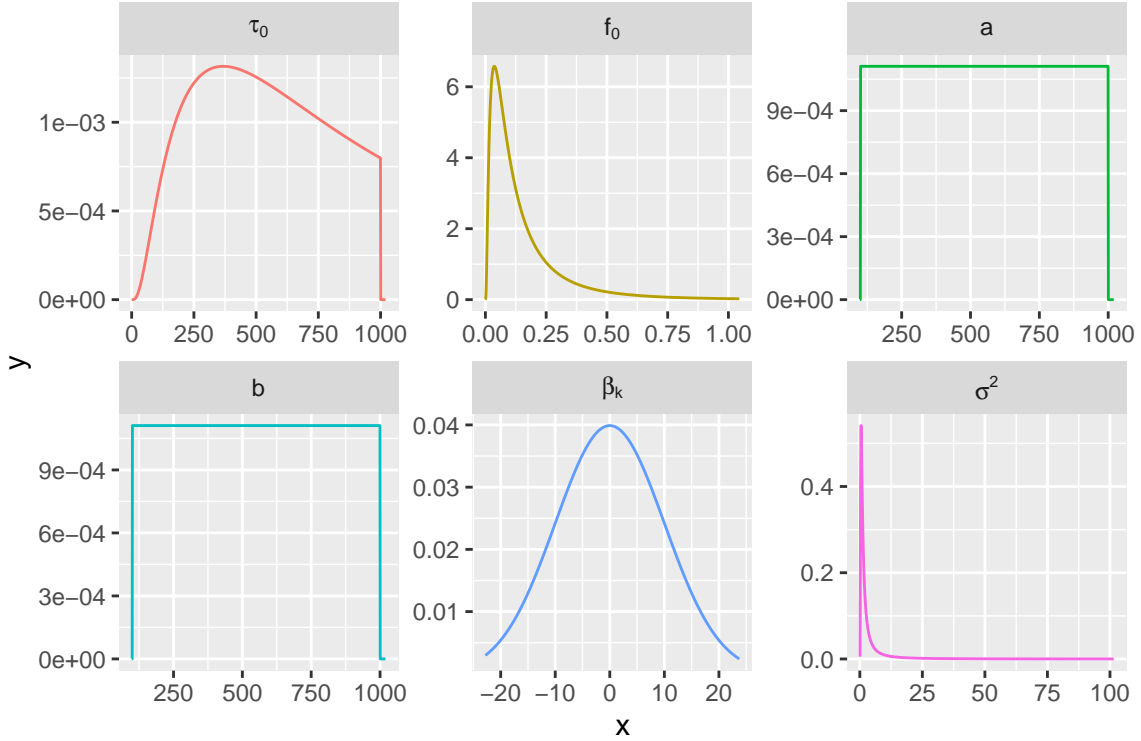 τ₀ f₀ a
1e−03
5e−04
0e+00
0 250 500 750 1000
6
4
2
0
0.00 0.25 0.50 0.75 1.00
9e−04
6e−04
3e−04
0e+00
250 500 750 1000
y
b βₖ σ²
9e−04
6e−04
3e−04
0e+00
250 500 750 1000
0.04
0.03
0.02
0.01
−20 −10 0 10 20
0.4
0.2
0.0
0 25 50 75 100
x